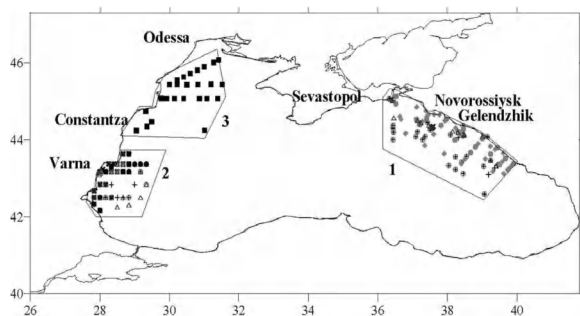 Odessa
46
Sevastopol
Novorossiysk
Gelendzhik
Constantza
3
44
Varna
2
1
42
40
26 28 30 32 34 36 38 40